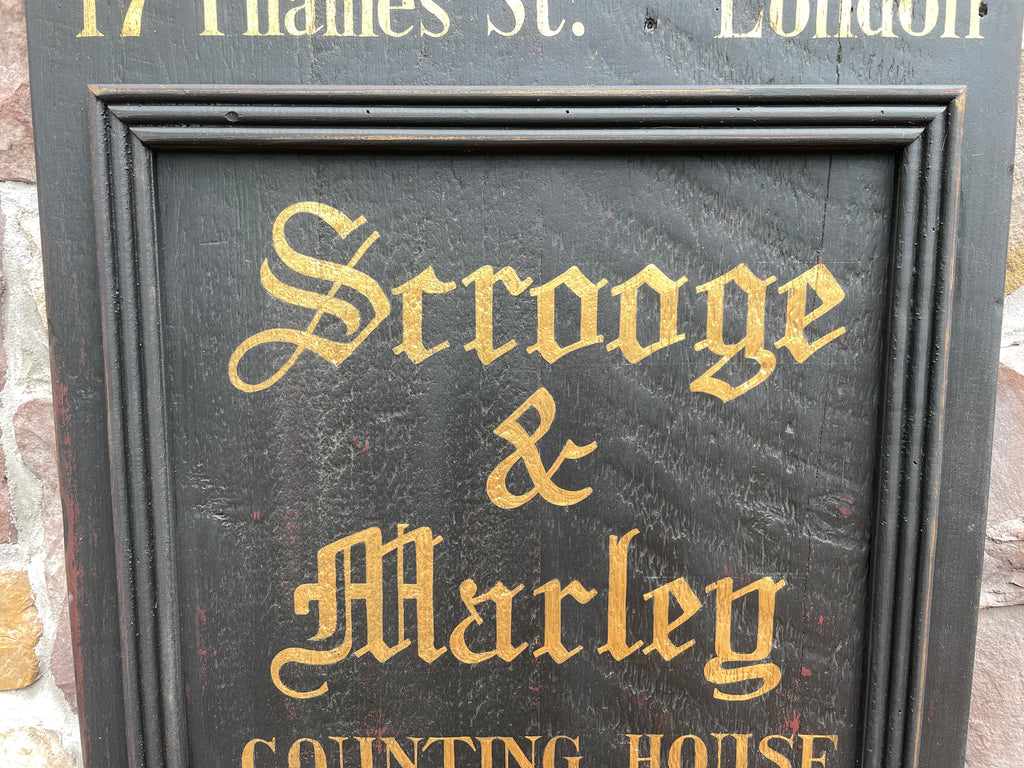 17 Thames St. London
Scrooge
&
Marley
COUNTING HOUSE